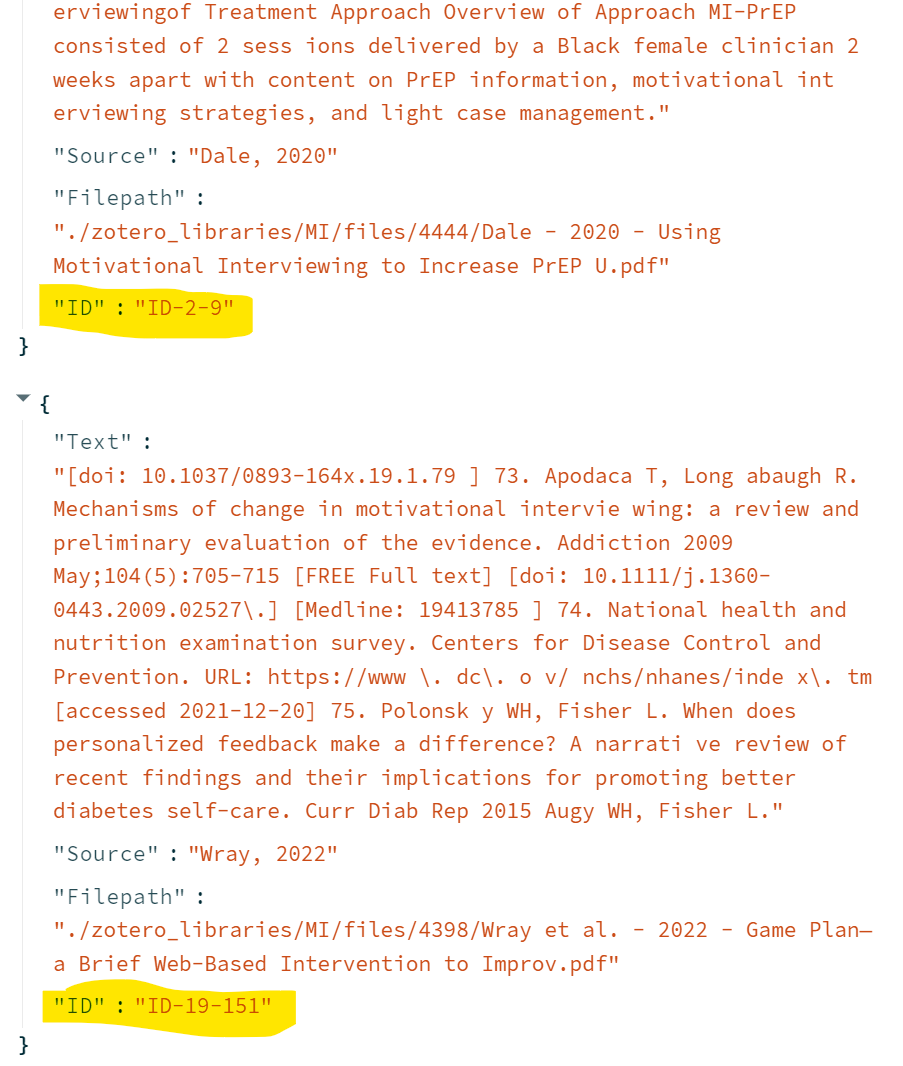 erviewingof Treatment Approach Overview of Approach MI-PrEP
consisted of 2 sess ions delivered by a Black female clinician 2
weeks apart with content on PrEP information, motivational int
erviewing strategies, and light case management."
"Source" : "Dale, 2020"
"Filepath" :
"./zotero_libraries/MI/files/4444/Dale - 2020 - Using
Motivational Interviewing to Increase PrEP U.pdf"
"ID" : "ID-2-9"
}
{
"Text" :
"[doi: 10.1037/0893-164x.19.1.79 ] 73. Apodaca T, Long abaugh R.
Mechanisms of change in motivational intervie wing: a review and
preliminary evaluation of the evidence. Addiction 2009
May;104(5):705-715 [FREE Full text] [doi: 10.1111/j.1360-
0443.2009.02527\.] [Medline: 19413785 ] 74. National health and
nutrition examination survey. Centers for Disease Control and
Prevention. URL: https://www \. dc\. o v/ nchs/nhanes/inde x\. tm
[accessed 2021-12-20] 75. Polonsk y WH, Fisher L. When does
personalized feedback make a difference? A narrati ve review of
recent findings and their implications for promoting better
diabetes self-care. Curr Diab Rep 2015 Augy WH, Fisher L."
"Source" : "Wray, 2022"
"Filepath" :
"./zotero_libraries/MI/files/4398/Wray et al. - 2022 - Game Plan—
a Brief Web-Based Intervention to Improv.pdf"
"ID" : "ID-19-151"
}